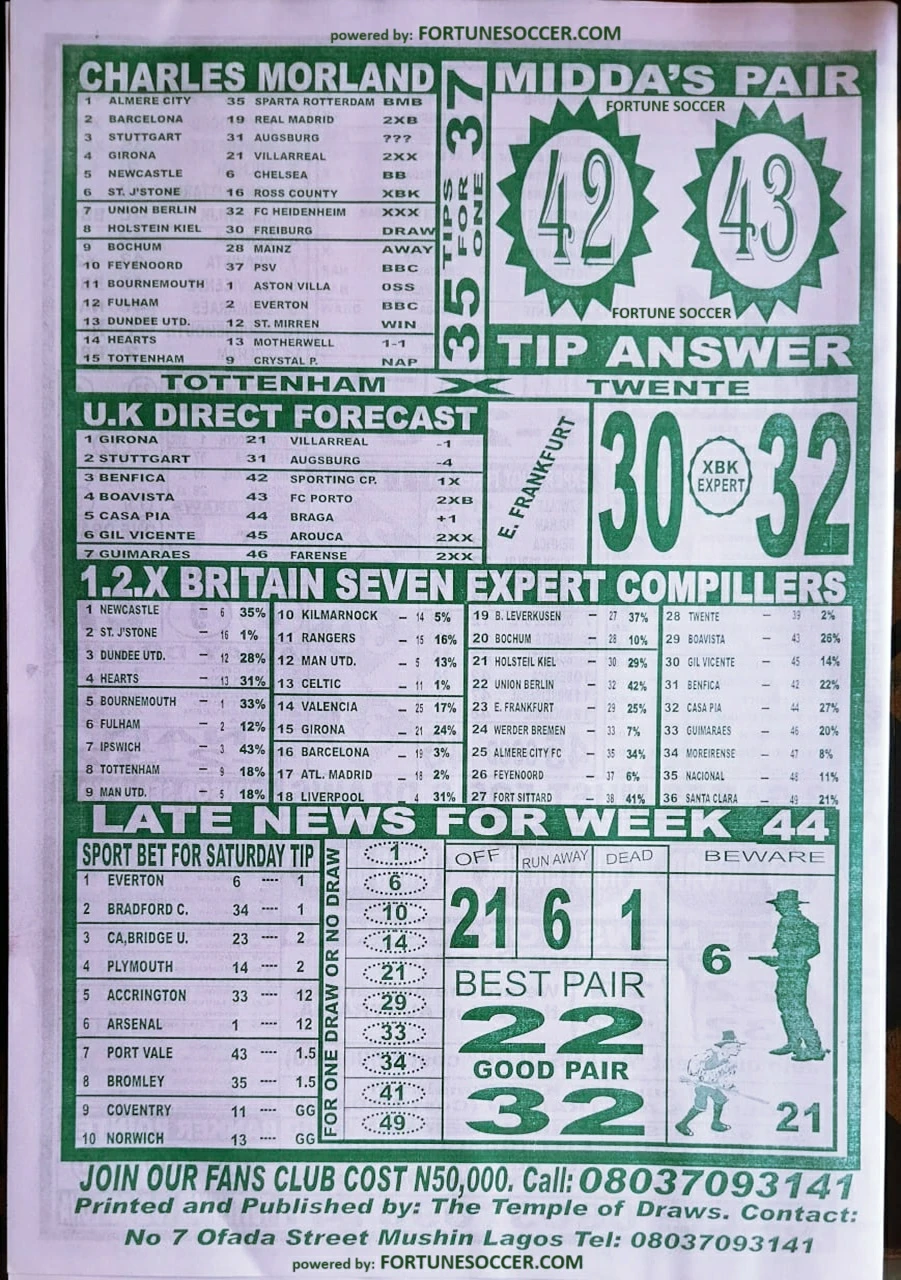 powered by: FORTUNESOCCER.COM
CHARLES MORLAND
1 ALMERE CITY 35 SPARTA ROTTERDAM BMB
2 BARCELONA 19 REAL MADRID 2XB
3 STUTTGART 31 AUGSBURG ???
4 GIRONA 21 VILLARREAL 2XX
5 NEWCASTLE 6 CHELSEA BB
6 ST. J'STONE 16 ROSS COUNTY XBK
7 UNION BERLIN 32 FC HEIDENHEIM XXX
8 HOLSTEIN KIEL 30 FREIBURG DRAW
9 BOCHUM 28 MAINZ AWAY
10 FEYENOORD 37 PSV BBC
11 BOURNEMOUTH 1 ASTON VILLA OSS
12 FULHAM 2 EVERTON BBC
13 DUNDEE UTD. 12 ST. MIRREN WIN
14 HEARTS 13 MOTHERWELL 1-1
15 TOTTENHAM 9 CRYSTAL P. NAP
35 TIPS FOR ONE 37
MIDDA'S PAIR
FORTUNE SOCCER
42 43
FORTUNE SOCCER
TIP ANSWER
TOTTENHAM X TWENTE
U.K DIRECT FORECAST
1 GIRONA 21 VILLARREAL -1
2 STUTTGART 31 AUGSBURG -4
3 BENFICA 42 SPORTING CP. 1X
4 BOAVISTA 43 FC PORTO 2XB
5 CASA PIA 44 BRAGA +1
6 GIL VICENTE 45 AROUCA 2XX
7 GUIMARAES 46 FARENSE 2XX
E. FRANKFURT
30 XBK EXPERT 32
1.2.X BRITAIN SEVEN EXPERT COMPILLERS
1 NEWCASTLE – 6 35%
2 ST. J'STONE – 16 1%
3 DUNDEE UTD. – 12 28%
4 HEARTS – 13 31%
5 BOURNEMOUTH – 1 33%
6 FULHAM – 2 12%
7 IPSWICH – 3 43%
8 TOTTENHAM – 9 18%
9 MAN UTD. – 5 18%
10 KILMARNOCK – 14 5%
11 RANGERS – 15 16%
12 MAN UTD. – 5 13%
13 CELTIC – 11 1%
14 VALENCIA – 25 17%
15 GIRONA – 21 24%
16 BARCELONA – 19 3%
17 ATL. MADRID – 18 2%
18 LIVERPOOL – 4 31%
19 B. LEVERKUSEN – 27 37%
20 BOCHUM – 28 10%
21 HOLSTEIL KIEL – 30 29%
22 UNION BERLIN – 32 42%
23 E. FRANKFURT – 29 25%
24 WERDER BREMEN – 33 7%
25 ALMERE CITY FC – 35 34%
26 FEYENOORD – 37 6%
27 FORT SITTARD – 38 41%
28 TWENTE – 39 2%
29 BOAVISTA – 43 26%
30 GIL VICENTE – 45 14%
31 BENFICA – 42 22%
32 CASA PIA – 44 27%
33 GUIMARAES – 46 20%
34 MOREIRENSE – 47 8%
35 NACIONAL – 48 11%
36 SANTA CLARA – 49 21%
LATE NEWS FOR WEEK 44
SPORT BET FOR SATURDAY TIP
1 EVERTON 6 ---- 1
2 BRADFORD C. 34 ---- 1
3 CA,BRIDGE U. 23 ---- 2
4 PLYMOUTH 14 ---- 2
5 ACCRINGTON 33 ---- 12
6 ARSENAL 1 ---- 12
7 PORT VALE 43 ---- 1.5
8 BROMLEY 35 ---- 1.5
9 COVENTRY 11 ---- GG
10 NORWICH 13 ---- GG
FOR ONE DRAW OR NO DRAW
1
6
10
14
21
29
33
34
41
49
OFF RUN AWAY DEAD
21 6 1
BEST PAIR
22
GOOD PAIR
32
BEWARE
6
21
JOIN OUR FANS CLUB COST N50,000. Call: 08037093141
Printed and Published by: The Temple of Draws. Contact:
No 7 Ofada Street Mushin Lagos Tel: 08037093141
powered by: FORTUNESOCCER.COM